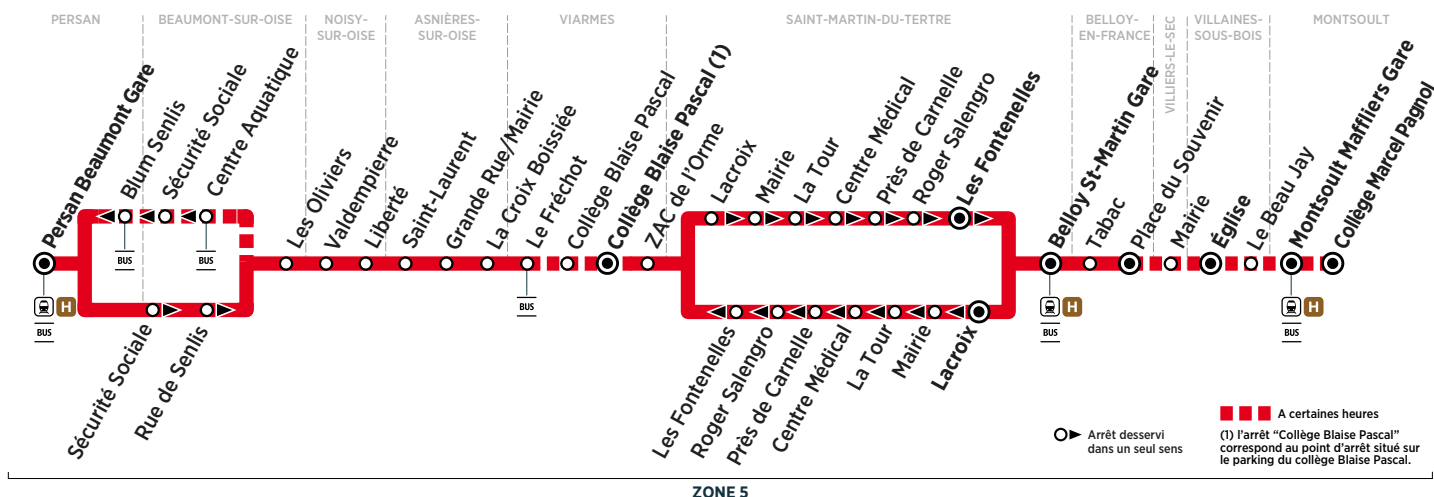 PERSAN
BEAUMONT-SUR-OISE
NOISY-
SUR-OISE
ASNIÈRES-
SUR-OISE
VIARMES
SAINT-MARTIN-DU-TERTRE
BELLOY-
EN-FRANCE
VILLIERS-LE-SEC
VILLAINES-
SOUS-BOIS
MONTSOULT
Persan Beaumont Gare
Blum Senlis
Sécurité Sociale
Centre Aquatique
Les Oliviers
Valdempierre
Liberté
Saint-Laurent
Grande Rue/Mairie
La Croix Boissiée
Le Fréchot
Collège Blaise Pascal
Collège Blaise Pascal (1)
ZAC de l'Orme
Lacroix
Mairie
La Tour
Centre Médical
Près de Carnelle
Roger Salengro
Les Fontenelles
Belloy St-Martin Gare
Tabac
Place du Souvenir
Mairie
Église
Le Beau Jay
Montsoult Maffliers Gare
Collège Marcel Pagnol
BUS
BUS
H
BUS
BUS
H
BUS
H
BUS
Sécurité Sociale
Rue de Senlis
Les Fontenelles
Roger Salengro
Près de Carnelle
Centre Médical
La Tour
Mairie
Lacroix
Arrêt desservi
dans un seul sens
A certaines heures
(1) l'arrêt "Collège Blaise Pascal"
correspond au point d'arrêt situé sur
le parking du collège Blaise Pascal.
ZONE 5